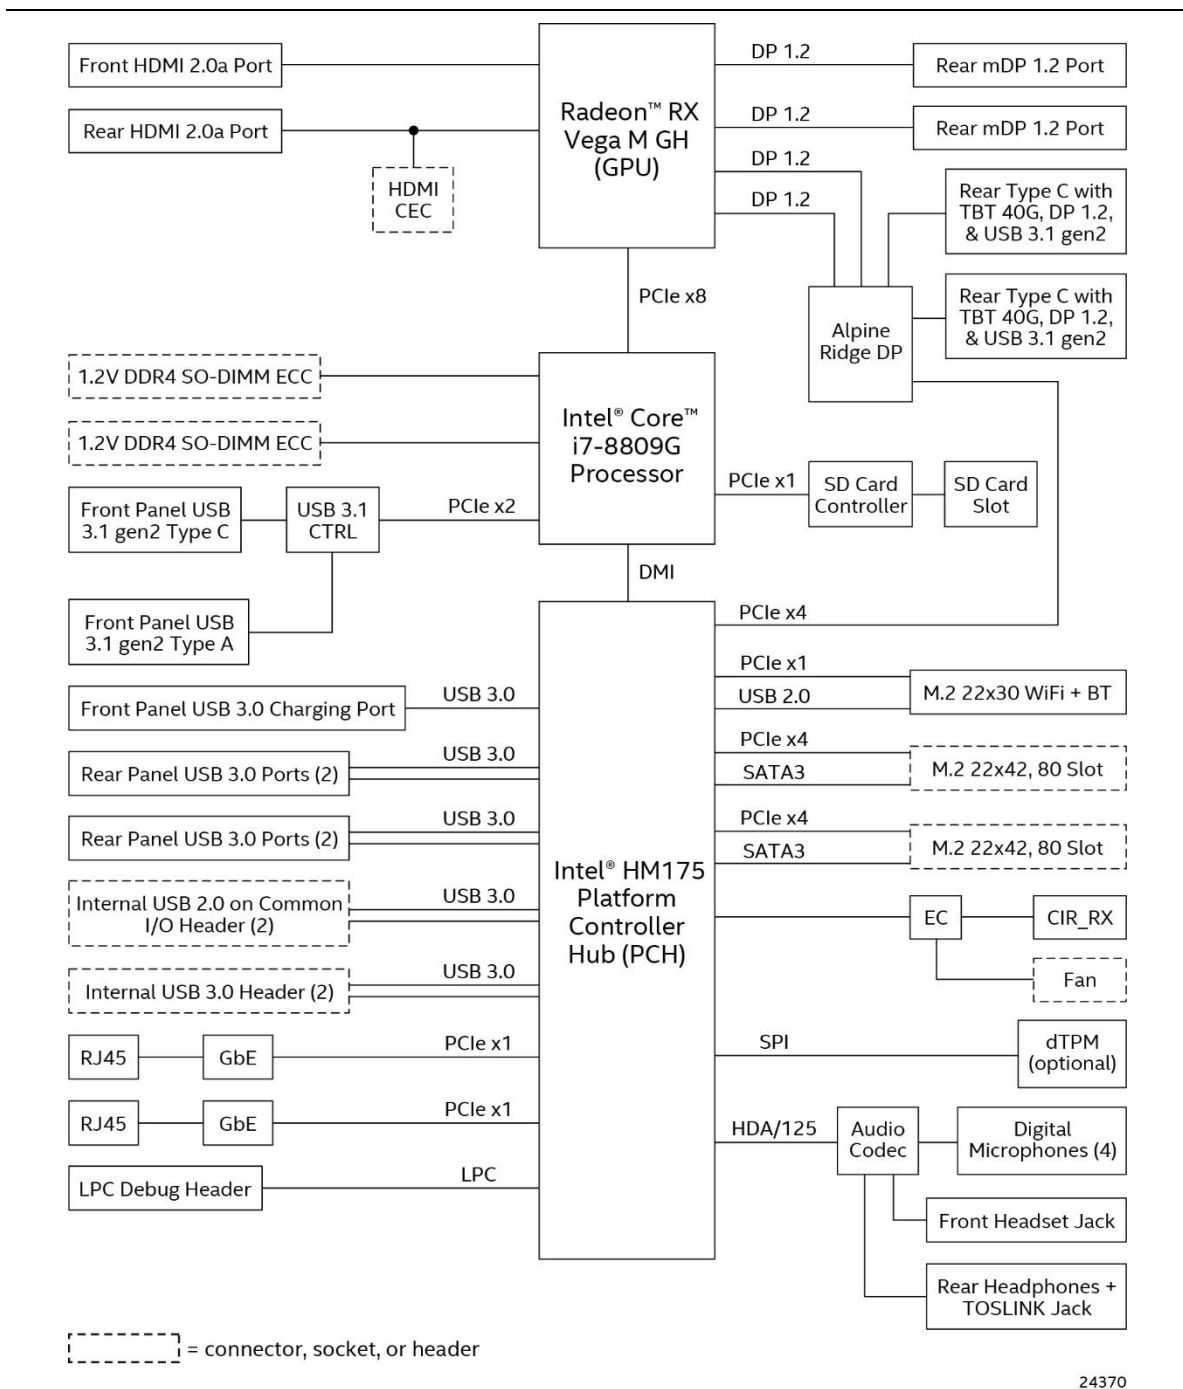 Front HDMI 2.0a Port
Rear HDMI 2.0a Port
HDMI
CEC
Radeon™ RX
Vega M GH
(GPU)
DP 1.2
Rear mDP 1.2 Port
DP 1.2
Rear mDP 1.2 Port
DP 1.2
DP 1.2
Rear Type C with
TBT 40G, DP 1.2,
& USB 3.1 gen2
Rear Type C with
TBT 40G, DP 1.2,
& USB 3.1 gen2
Alpine
Ridge DP
PCIe x8
1.2V DDR4 SO-DIMM ECC
1.2V DDR4 SO-DIMM ECC
Intel® Core™
i7-8809G
Processor
Front Panel USB
3.1 gen2 Type C
USB 3.1
CTRL
PCIe x2
PCIe x1
SD Card
Controller
SD Card
Slot
Front Panel USB
3.1 gen2 Type A
DMI
PCIe x4
PCIe x1
USB 2.0
M.2 22x30 WiFi + BT
Front Panel USB 3.0 Charging Port
USB 3.0
Rear Panel USB 3.0 Ports (2)
USB 3.0
PCIe x4
SATA3
M.2 22x42, 80 Slot
Rear Panel USB 3.0 Ports (2)
USB 3.0
PCIe x4
SATA3
M.2 22x42, 80 Slot
Intel® HM175
Platform
Controller
Hub (PCH)
Internal USB 2.0 on Common
I/O Header (2)
USB 3.0
EC
CIR_RX
Fan
Internal USB 3.0 Header (2)
USB 3.0
RJ45
GbE
PCIe x1
SPI
dTPM
(optional)
RJ45
GbE
PCIe x1
HDA/125
Audio
Codec
Digital
Microphones (4)
LPC Debug Header
LPC
Front Headset Jack
Rear Headphones +
TOSLINK Jack
= connector, socket, or header
24370